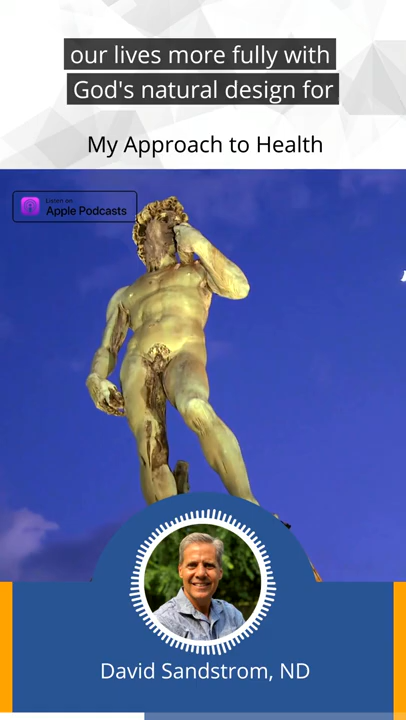 our lives more fully with
God's natural design for
My Approach to Health
Listen on
Apple Podcasts
David Sandstrom, ND